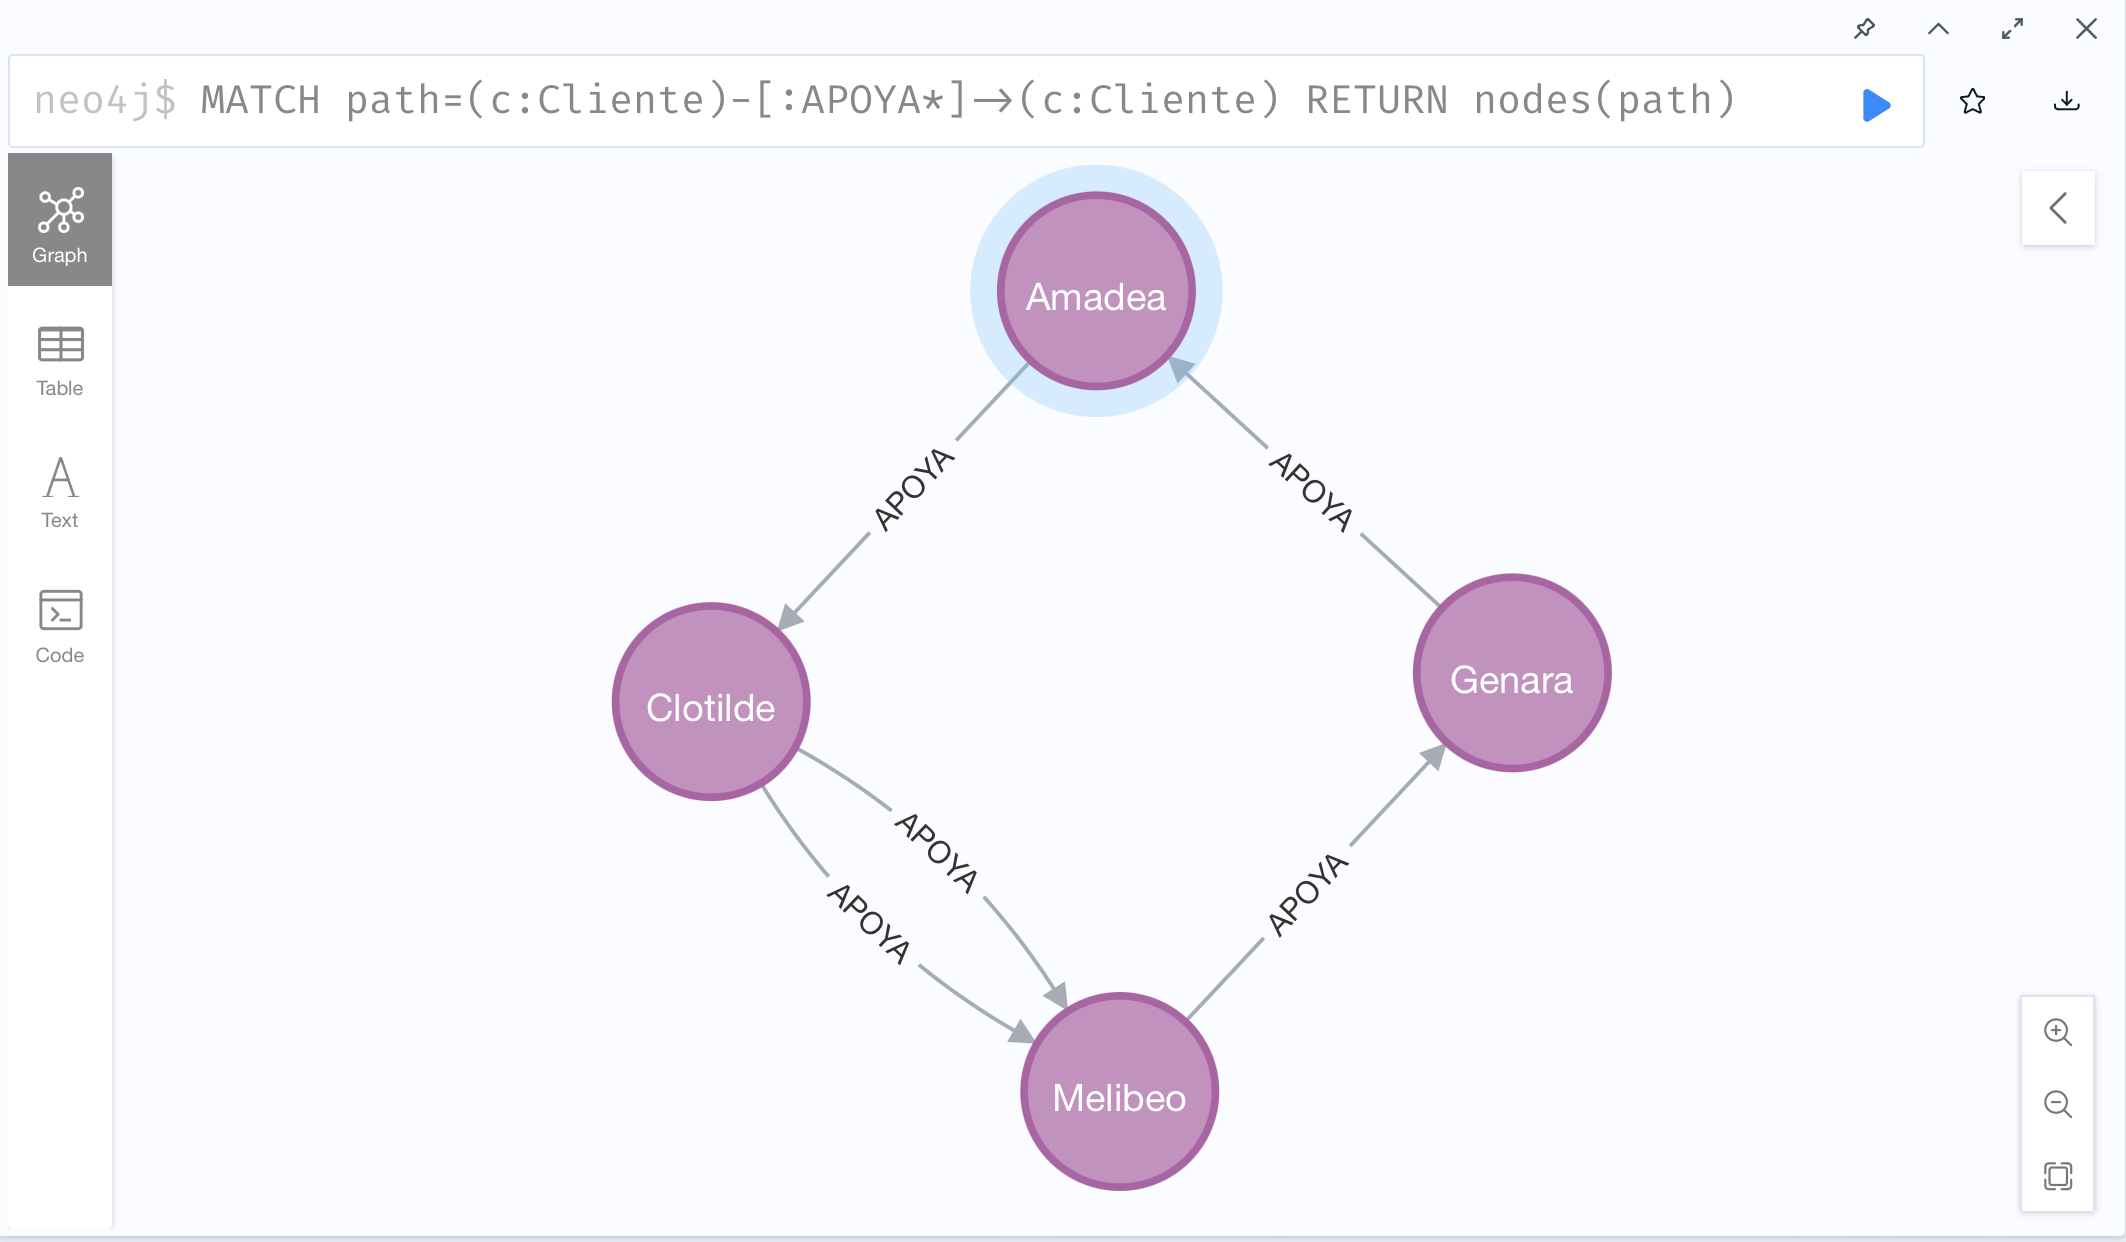 neo4j$ MATCH path=(c:Cliente)-[:APOYA*]->(c:Cliente) RETURN nodes(path)
Graph
Table
Text
Code
Amadea
APOYA
APOYA
Clotilde
Genara
APOYA
APOYA
APOYA
Melibeo